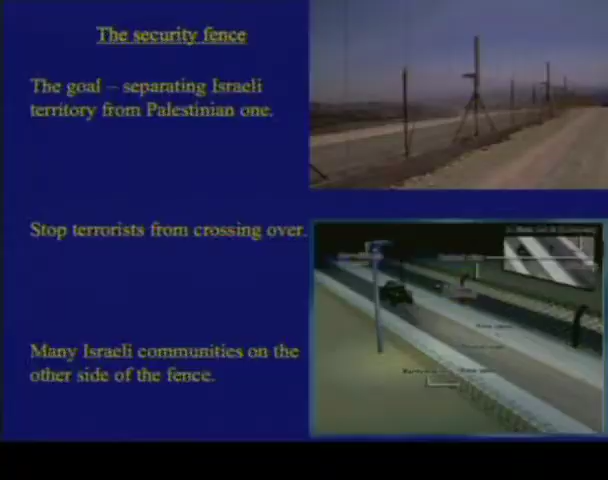 The security fence
The goal – separating Israeli
territory from Palestinian one.
Stop terrorists from crossing over.
Many Israeli communities on the
other side of the fence.